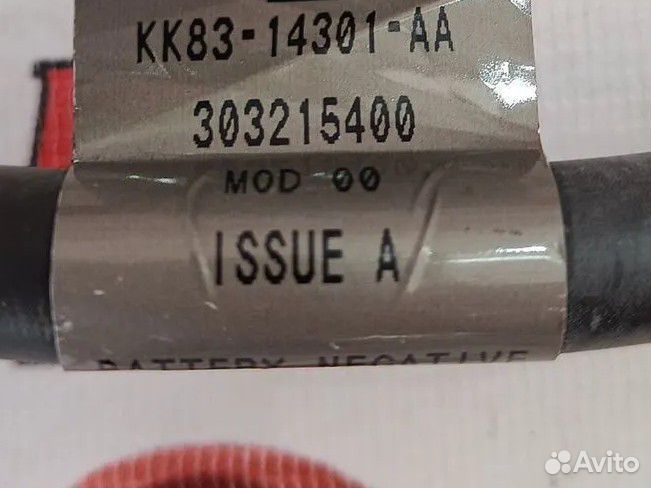 KK83-14301-AA
303215400
MOD 00
ISSUE A
BATTERY NEGATIVE
Avito